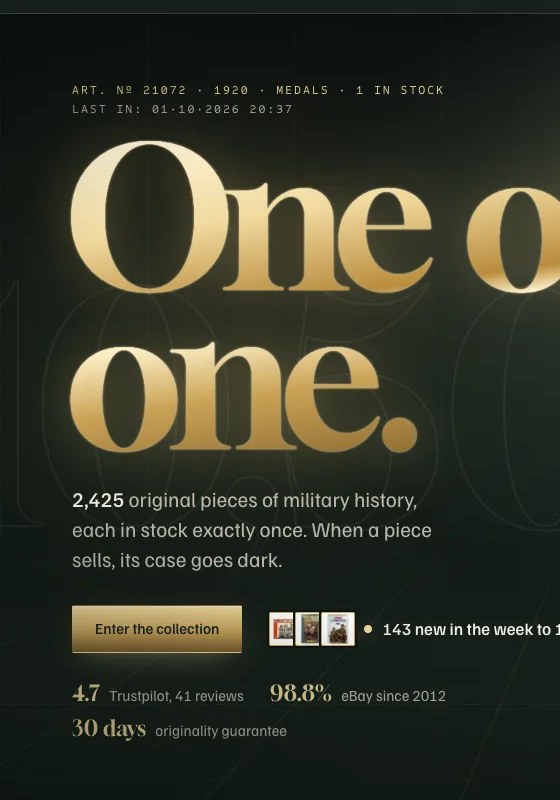 ART. Nº 21072 · 1920 · MEDALS · 1 IN STOCK
LAST IN: 01·10·2026 20:37
One o
one.
2,425 original pieces of military history,
each in stock exactly once. When a piece
sells, its case goes dark.
Enter the collection
143 new in the week to 1
4.7 Trustpilot, 41 reviews 98.8% eBay since 2012
30 days originality guarantee